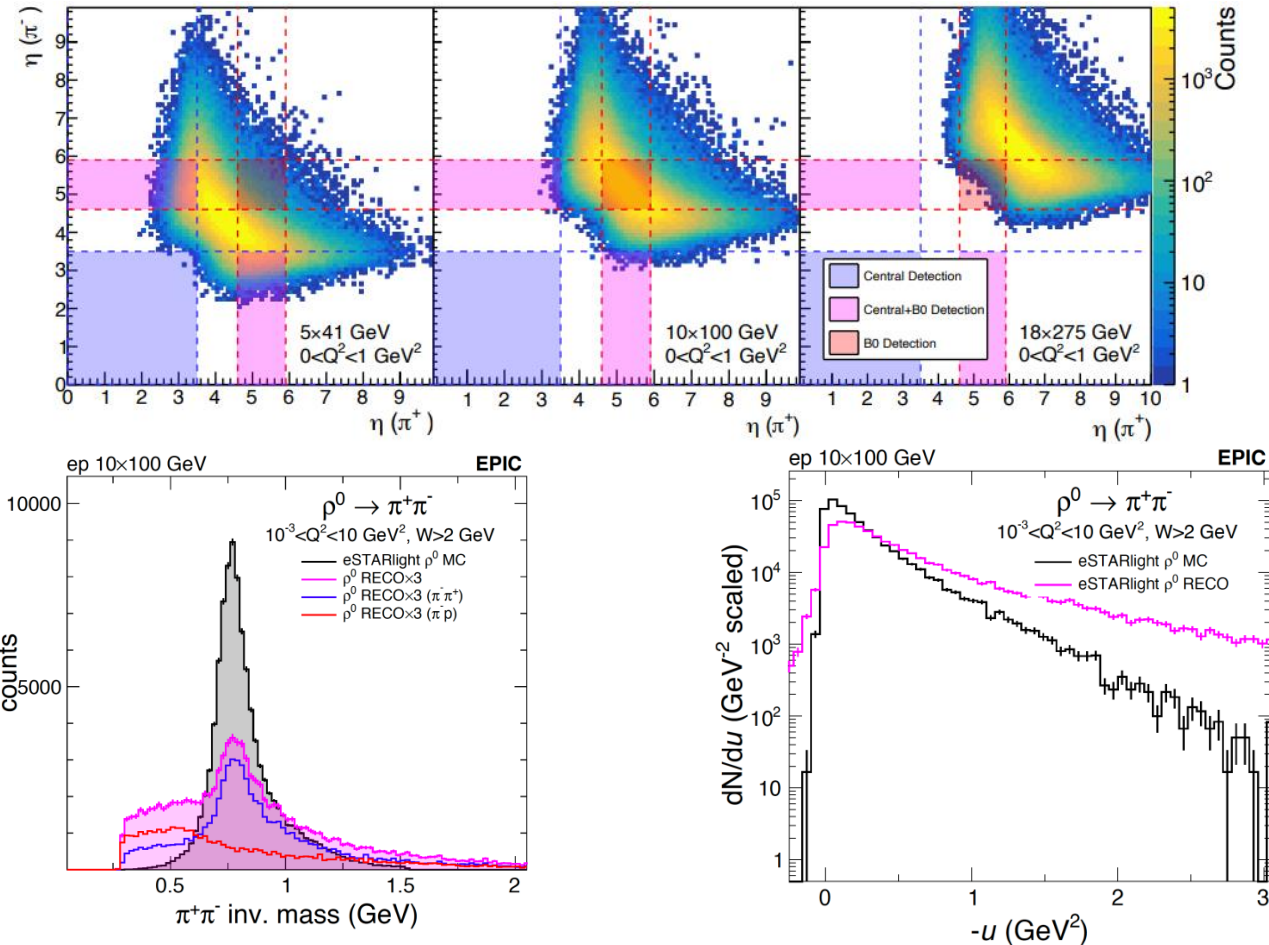 η (π⁻)
9
8
7
6
5
4
3
2
1
0
5×41 GeV
0<Q²<1 GeV²
10×100 GeV
0<Q²<1 GeV²
Central Detection
Central+B0 Detection
B0 Detection
18×275 GeV
0<Q²<1 GeV²
Counts
10³
10²
10
1
0 1 2 3 4 5 6 7 8 9
1 2 3 4 5 6 7 8 9
1 2 3 4 5 6 7 8 9 10
η (π⁺)
η (π⁺)
η (π⁺)
ep 10×100 GeV EPIC
ρ⁰ → π⁺π⁻
10⁻³<Q²<10 GeV², W>2 GeV
eSTARlight ρ⁰ MC
ρ⁰ RECO×3
ρ⁰ RECO×3 (π⁻π⁺)
ρ⁰ RECO×3 (π⁻p)
counts
10000
5000
0.5 1 1.5 2
π⁺π⁻ inv. mass (GeV)
ep 10×100 GeV EPIC
ρ⁰ → π⁺π⁻
10⁻³<Q²<10 GeV², W>2 GeV
eSTARlight ρ⁰ MC
eSTARlight ρ⁰ RECO
dN/du (GeV⁻² scaled)
10⁵
10⁴
10³
10²
10
1
0 1 2 3
-u (GeV²)